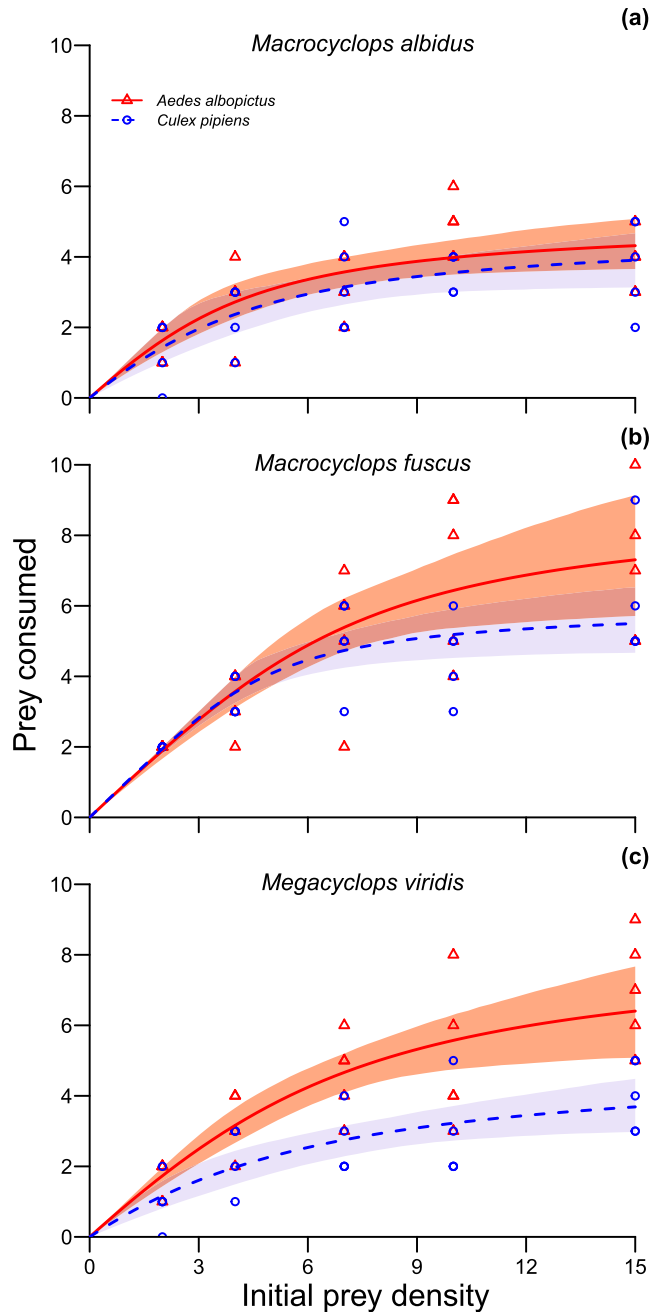 (a)
Macrocyclops albidus
Aedes albopictus
Culex pipiens
10
8
6
4
2
0
(b)
Macrocyclops fuscus
10
8
6
4
2
0
Prey consumed
(c)
Megacyclops viridis
10
8
6
4
2
0
0 3 6 9 12 15
Initial prey density